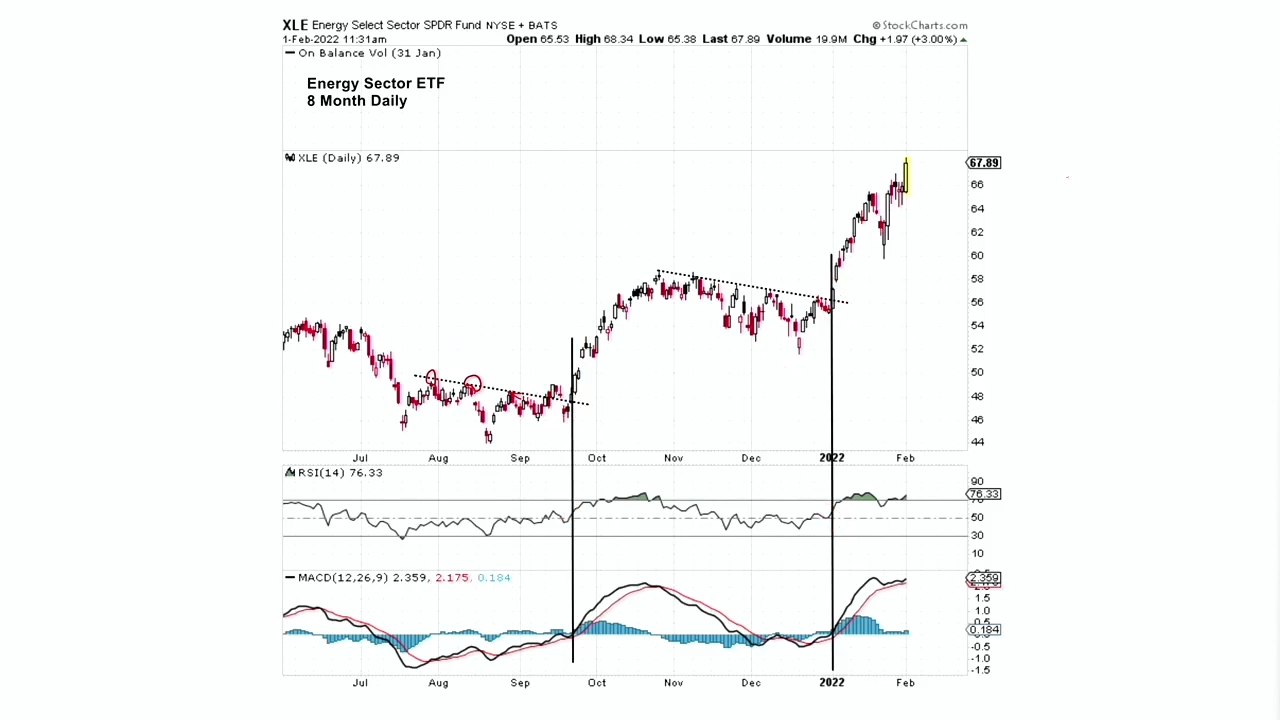 XLE Energy Select Sector SPDR Fund NYSE + BATS
© StockCharts.com
1-Feb-2022 11:31am
Open 65.53 High 68.34 Low 65.38 Last 67.89 Volume 19.9M Chg +1.97 (+3.00%)
On Balance Vol (31 Jan)
Energy Sector ETF
8 Month Daily
XLE (Daily) 67.89
67.89
66
64
62
60
58
56
54
52
50
48
46
44
Jul Aug Sep Oct Nov Dec 2022 Feb
RSI(14) 76.33
90
76.33
50
30
10
MACD(12,26,9) 2.359, 2.175, 0.184
2.359
1.5
1.0
0.5
0.184
-0.5
-1.0
-1.5
Jul Aug Sep Oct Nov Dec 2022 Feb